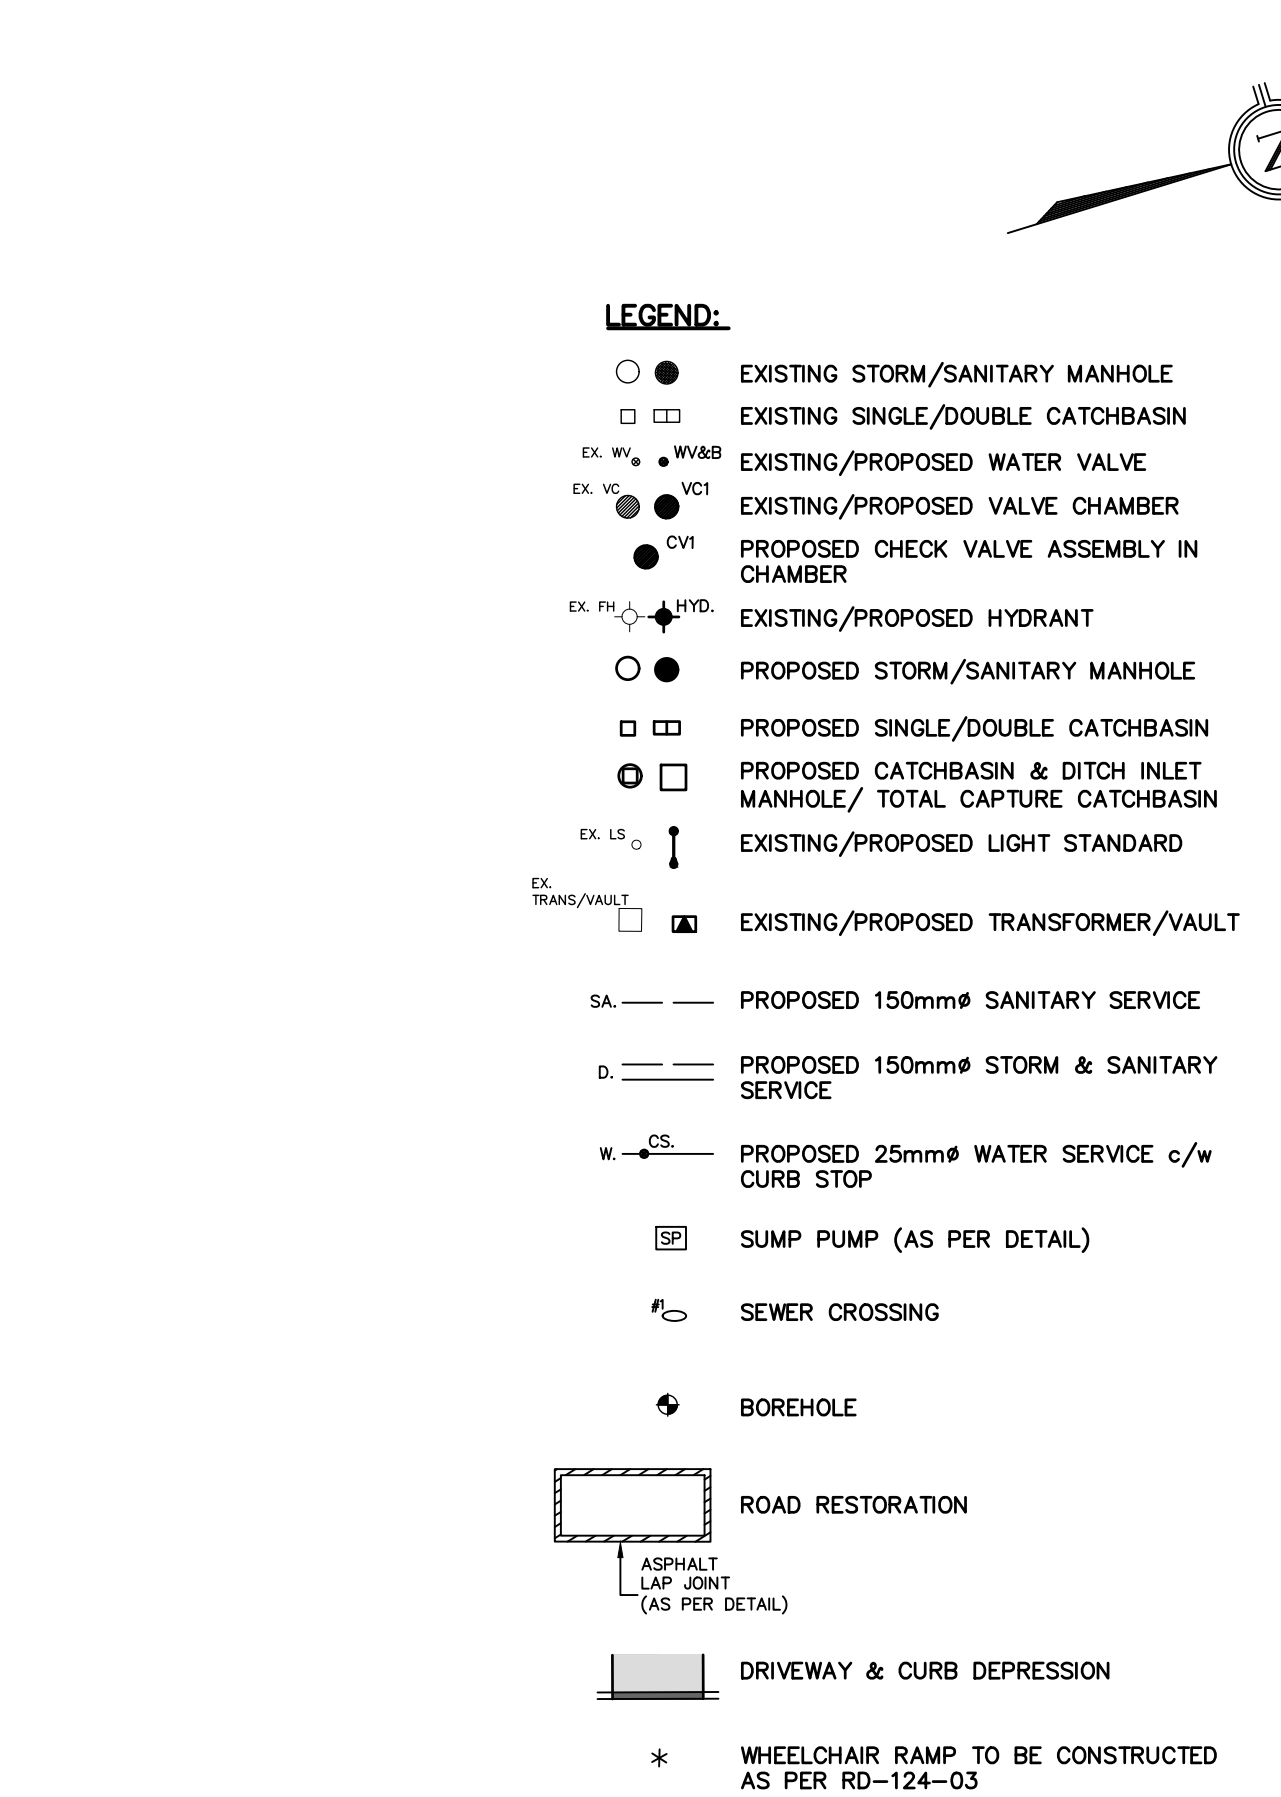 LEGEND:
EXISTING STORM/SANITARY MANHOLE
EXISTING SINGLE/DOUBLE CATCHBASIN
EX. WV WV&B EXISTING/PROPOSED WATER VALVE
EX. VC VC1 EXISTING/PROPOSED VALVE CHAMBER
CV1 PROPOSED CHECK VALVE ASSEMBLY IN
CHAMBER
EX. FH HYD. EXISTING/PROPOSED HYDRANT
PROPOSED STORM/SANITARY MANHOLE
PROPOSED SINGLE/DOUBLE CATCHBASIN
PROPOSED CATCHBASIN & DITCH INLET
MANHOLE/ TOTAL CAPTURE CATCHBASIN
EX. LS EXISTING/PROPOSED LIGHT STANDARD
EX.
TRANS/VAULT
EXISTING/PROPOSED TRANSFORMER/VAULT
SA. PROPOSED 150mmø SANITARY SERVICE
D. PROPOSED 150mmø STORM & SANITARY
SERVICE
W. CS. PROPOSED 25mmø WATER SERVICE c/w
CURB STOP
SP SUMP PUMP (AS PER DETAIL)
#1 SEWER CROSSING
BOREHOLE
ROAD RESTORATION
ASPHALT
LAP JOINT
(AS PER DETAIL)
DRIVEWAY & CURB DEPRESSION
* WHEELCHAIR RAMP TO BE CONSTRUCTED
AS PER RD-124-03